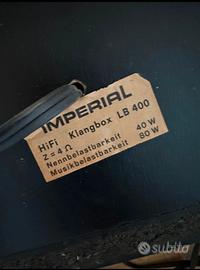 IMPERIAL
HiFi Klangbox LB 400
Z = 4 Ω
Nennbelastbarkeit 40 W
Musikbelastbarkeit 80 W
subito